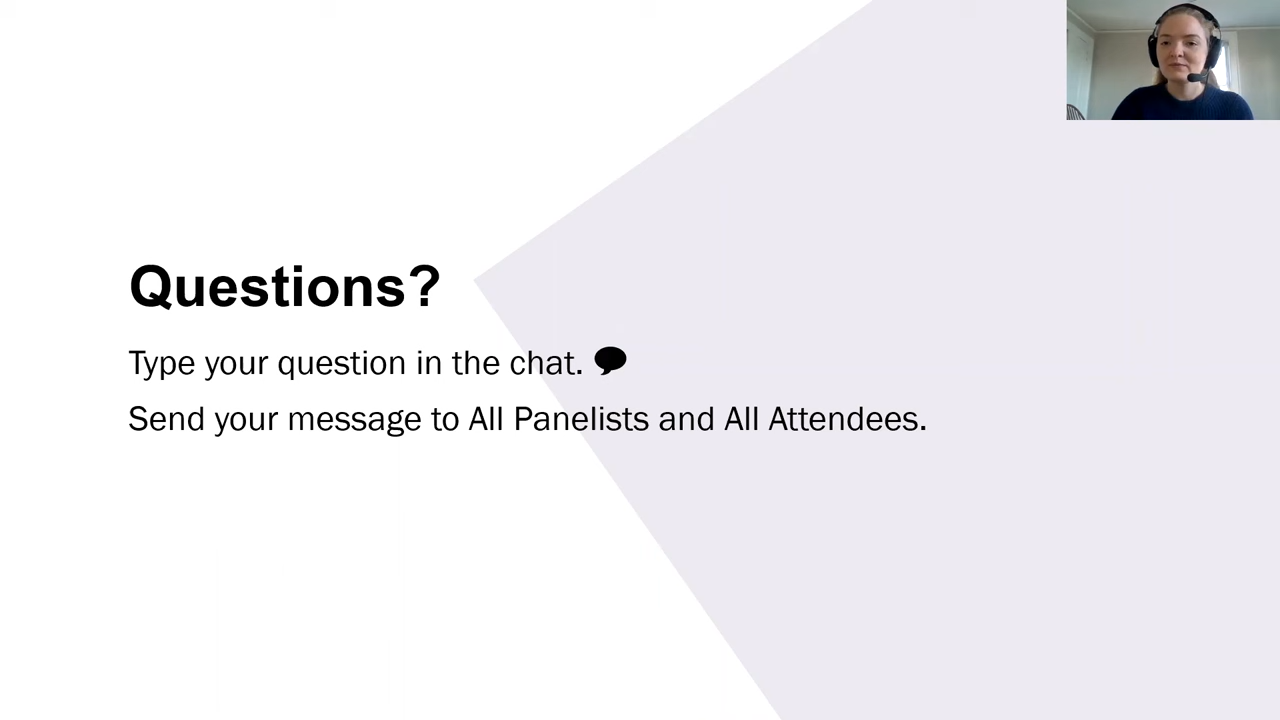 Questions?
Type your question in the chat.
Send your message to All Panelists and All Attendees.